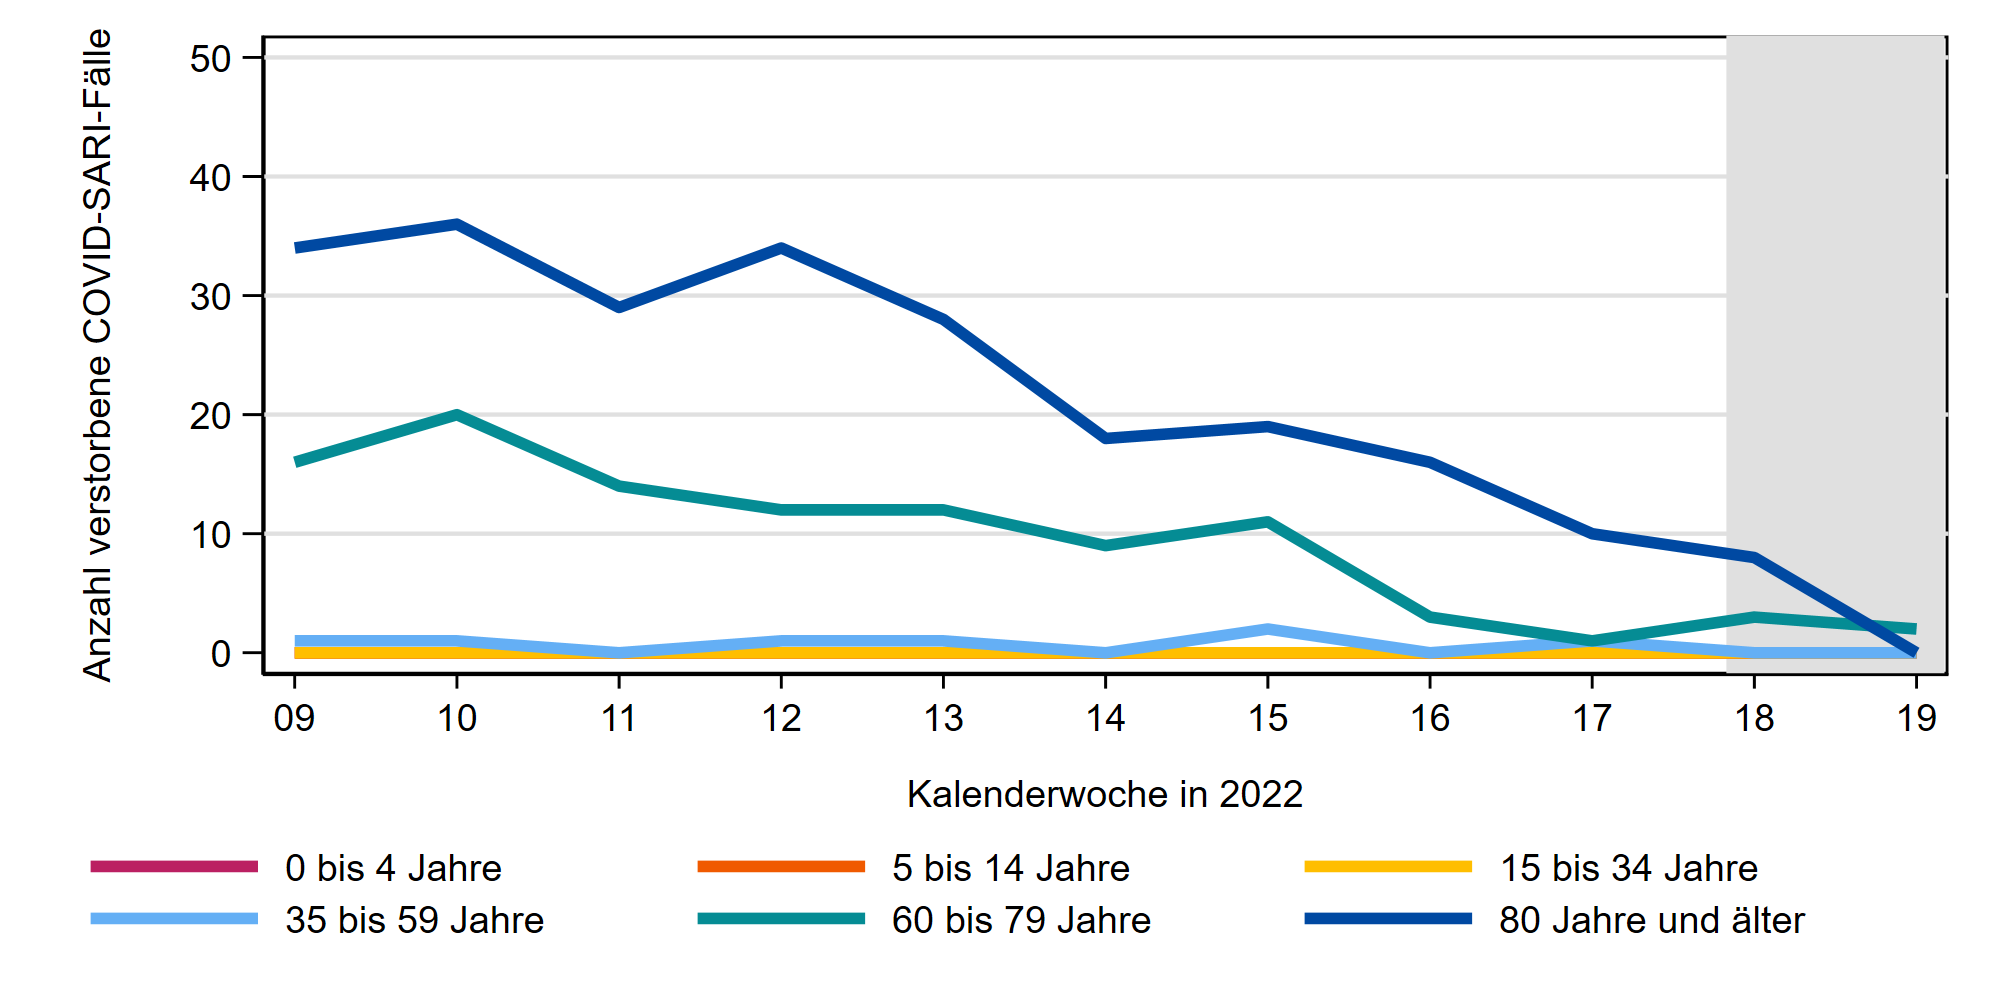 Anzahl verstorbene COVID-SARI-Fälle
50
40
30
20
10
0
09 10 11 12 13 14 15 16 17 18 19
Kalenderwoche in 2022
0 bis 4 Jahre 5 bis 14 Jahre 15 bis 34 Jahre
35 bis 59 Jahre 60 bis 79 Jahre 80 Jahre und älter